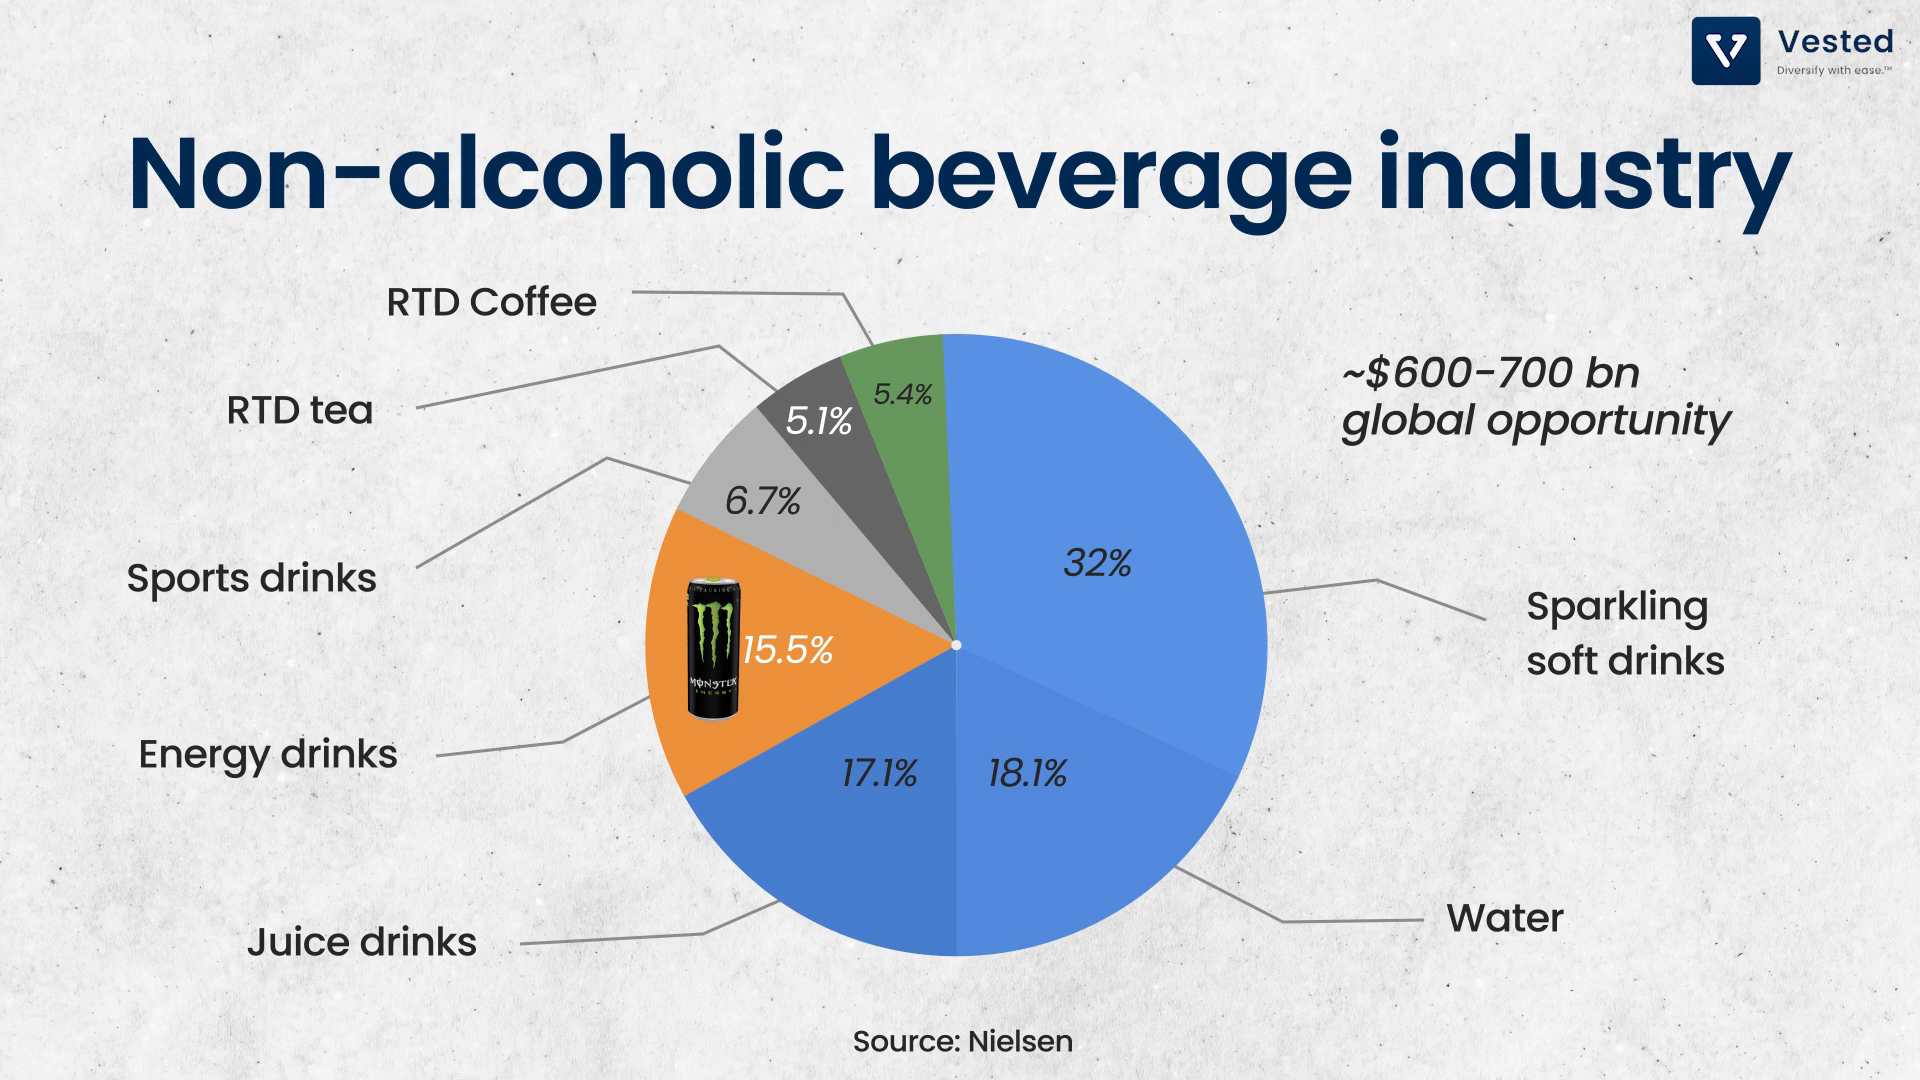 Vested
Diversify with ease.™
Non-alcoholic beverage industry
RTD Coffee
RTD tea
Sports drinks
Energy drinks
Juice drinks
5.4%
5.1%
6.7%
MONSTER
ENERGY
15.5%
17.1%
18.1%
32%
~$600-700 bn
global opportunity
Sparkling
soft drinks
Water
Source: Nielsen